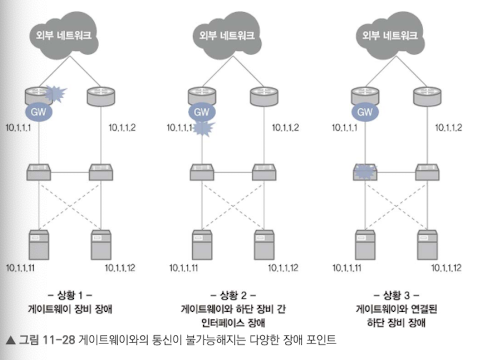 외부 네트워크
외부 네트워크
외부 네트워크
GW
GW
GW
10.1.1.1
10.1.1.2
10.1.1.1
10.1.1.2
10.1.1.1
10.1.1.2
10.1.1.11
10.1.1.12
10.1.1.11
10.1.1.12
10.1.1.11
10.1.1.12
– 상황 1 –
게이트웨이 장비 장애
– 상황 2 –
게이트웨이와 하단 장비 간
인터페이스 장애
– 상황 3 –
게이트웨이와 연결된
하단 장비 장애
▲ 그림 11-28 게이트웨이와의 통신이 불가능해지는 다양한 장애 포인트